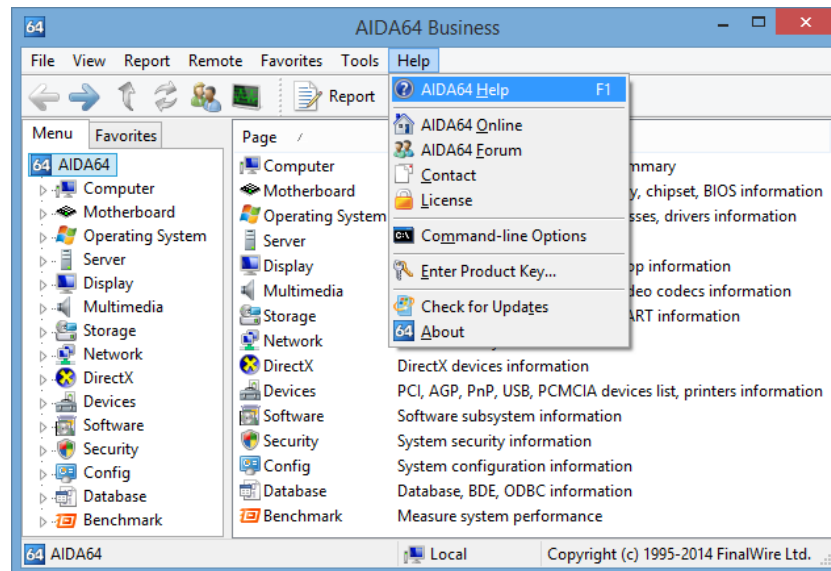 64 AIDA64 Business
File View Report Remote Favorites Tools Help
Report
AIDA64 Help F1
AIDA64 Online
AIDA64 Forum
Contact
License
Command-line Options
Enter Product Key...
Check for Updates
64 About
Menu Favorites
64 AIDA64
Computer
Motherboard
Operating System
Server
Display
Multimedia
Storage
Network
DirectX
Devices
Software
Security
Config
Database
Benchmark
Page
Computer
Motherboard chipset, BIOS information
Operating System drivers information
Server
Display information
Multimedia codecs information
Storage information
Network
DirectX DirectX devices information
Devices PCI, AGP, PnP, USB, PCMCIA devices list, printers information
Software Software subsystem information
Security System security information
Config System configuration information
Database Database, BDE, ODBC information
Benchmark Measure system performance
64 AIDA64 Local Copyright (c) 1995-2014 FinalWire Ltd.